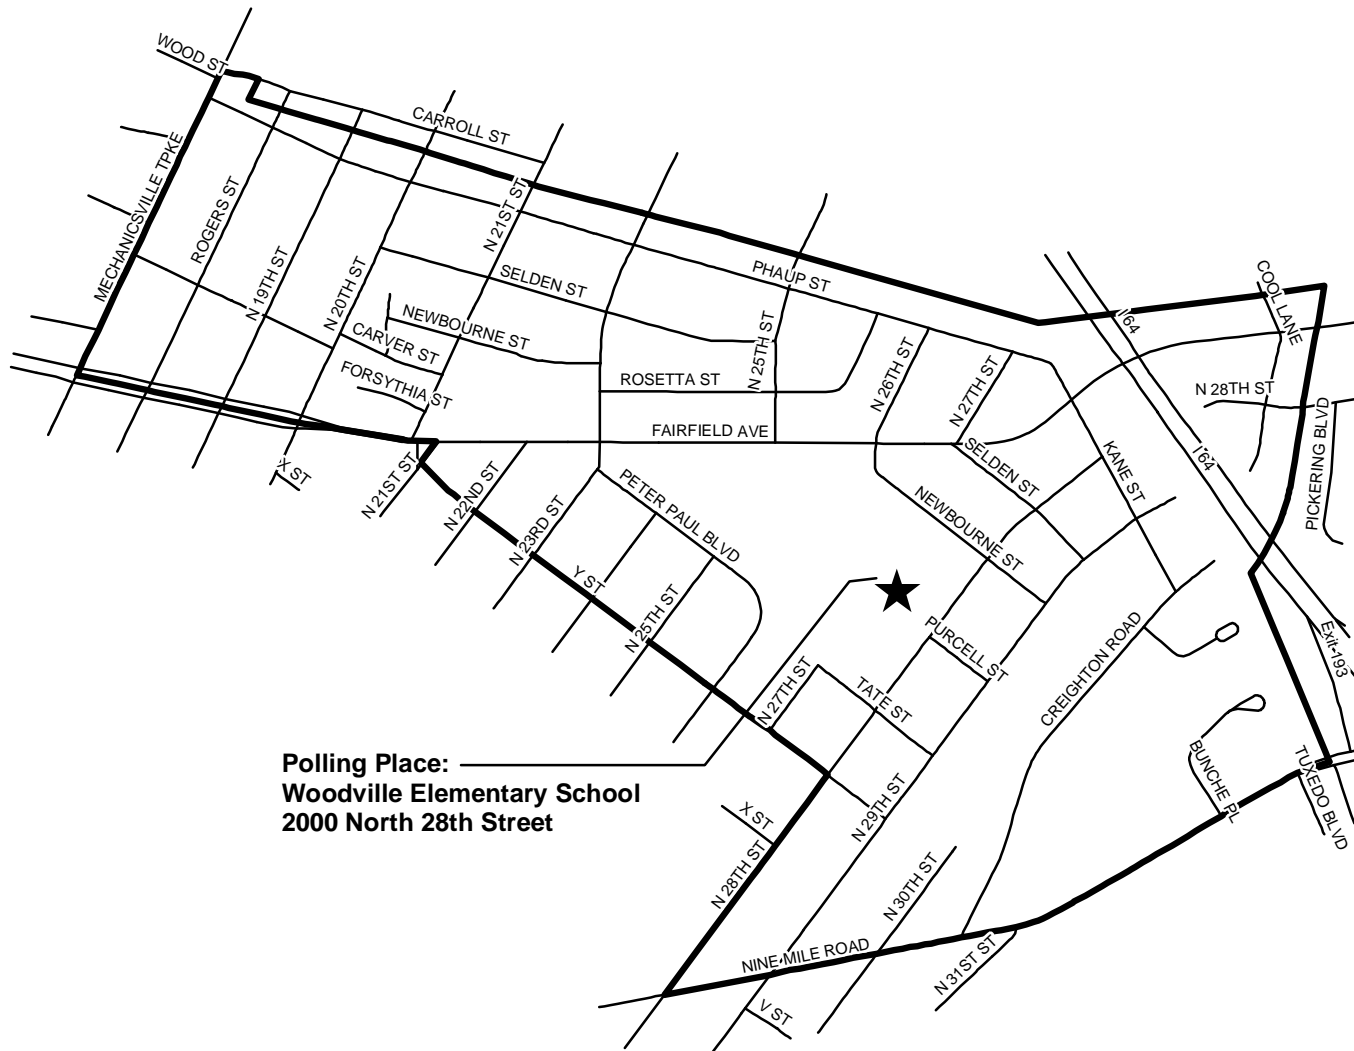 WOOD ST
CARROLL ST
MECHANICSVILLE TPKE
ROGERS ST
N 19TH ST
N 20TH ST
N 21ST ST
SELDEN ST
PHAUP ST
COOL LANE
I 64
NEWBOURNE ST
CARVER ST
FORSYTHIA ST
ROSETTA ST
N 25TH ST
N 26TH ST
N 27TH ST
N 28TH ST
PICKERING BLVD
FAIRFIELD AVE
KANE ST
I 64
SELDEN ST
X ST
N 21ST ST
N 22ND ST
N 23RD ST
PETER PAUL BLVD
NEWBOURNE ST
Y ST
N 25TH ST
PURCELL ST
CREIGHTON ROAD
Exit-193
N 27TH ST
TATE ST
BUNCHE PL
TUXEDO BLVD
Polling Place:
Woodville Elementary School
2000 North 28th Street
X ST
N 28TH ST
N 29TH ST
N 30TH ST
NINE MILE ROAD
N 31ST ST
V ST